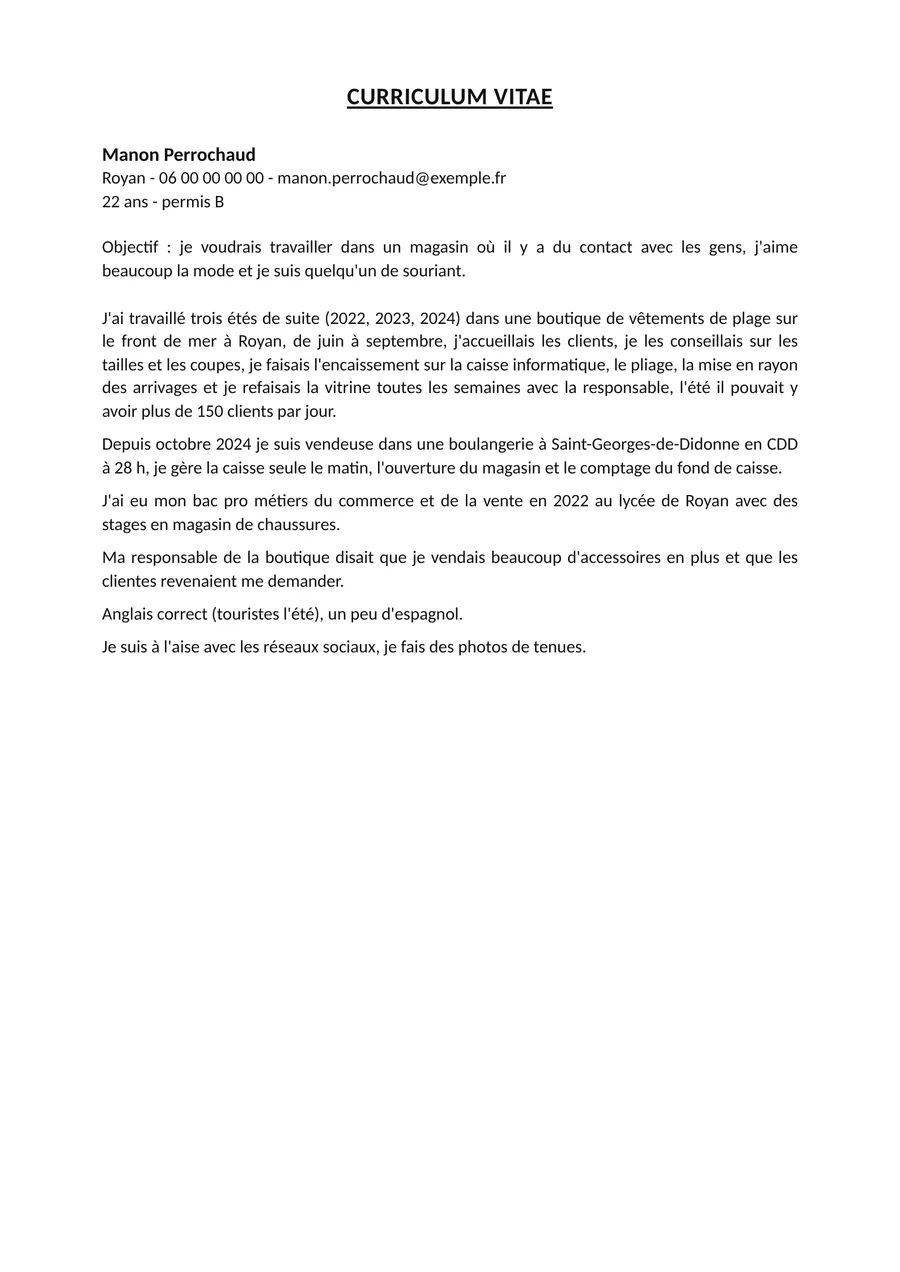 CURRICULUM VITAE
Manon Perrochaud
Royan - 06 00 00 00 00 - manon.perrochaud@exemple.fr
22 ans - permis B
Objectif : je voudrais travailler dans un magasin où il y a du contact avec les gens, j'aime
beaucoup la mode et je suis quelqu'un de souriant.
J'ai travaillé trois étés de suite (2022, 2023, 2024) dans une boutique de vêtements de plage sur
le front de mer à Royan, de juin à septembre, j'accueillais les clients, je les conseillais sur les
tailles et les coupes, je faisais l'encaissement sur la caisse informatique, le pliage, la mise en rayon
des arrivages et je refaisais la vitrine toutes les semaines avec la responsable, l'été il pouvait y
avoir plus de 150 clients par jour.
Depuis octobre 2024 je suis vendeuse dans une boulangerie à Saint-Georges-de-Didonne en CDD
à 28 h, je gère la caisse seule le matin, l'ouverture du magasin et le comptage du fond de caisse.
J'ai eu mon bac pro métiers du commerce et de la vente en 2022 au lycée de Royan avec des
stages en magasin de chaussures.
Ma responsable de la boutique disait que je vendais beaucoup d'accessoires en plus et que les
clientes revenaient me demander.
Anglais correct (touristes l'été), un peu d'espagnol.
Je suis à l'aise avec les réseaux sociaux, je fais des photos de tenues.